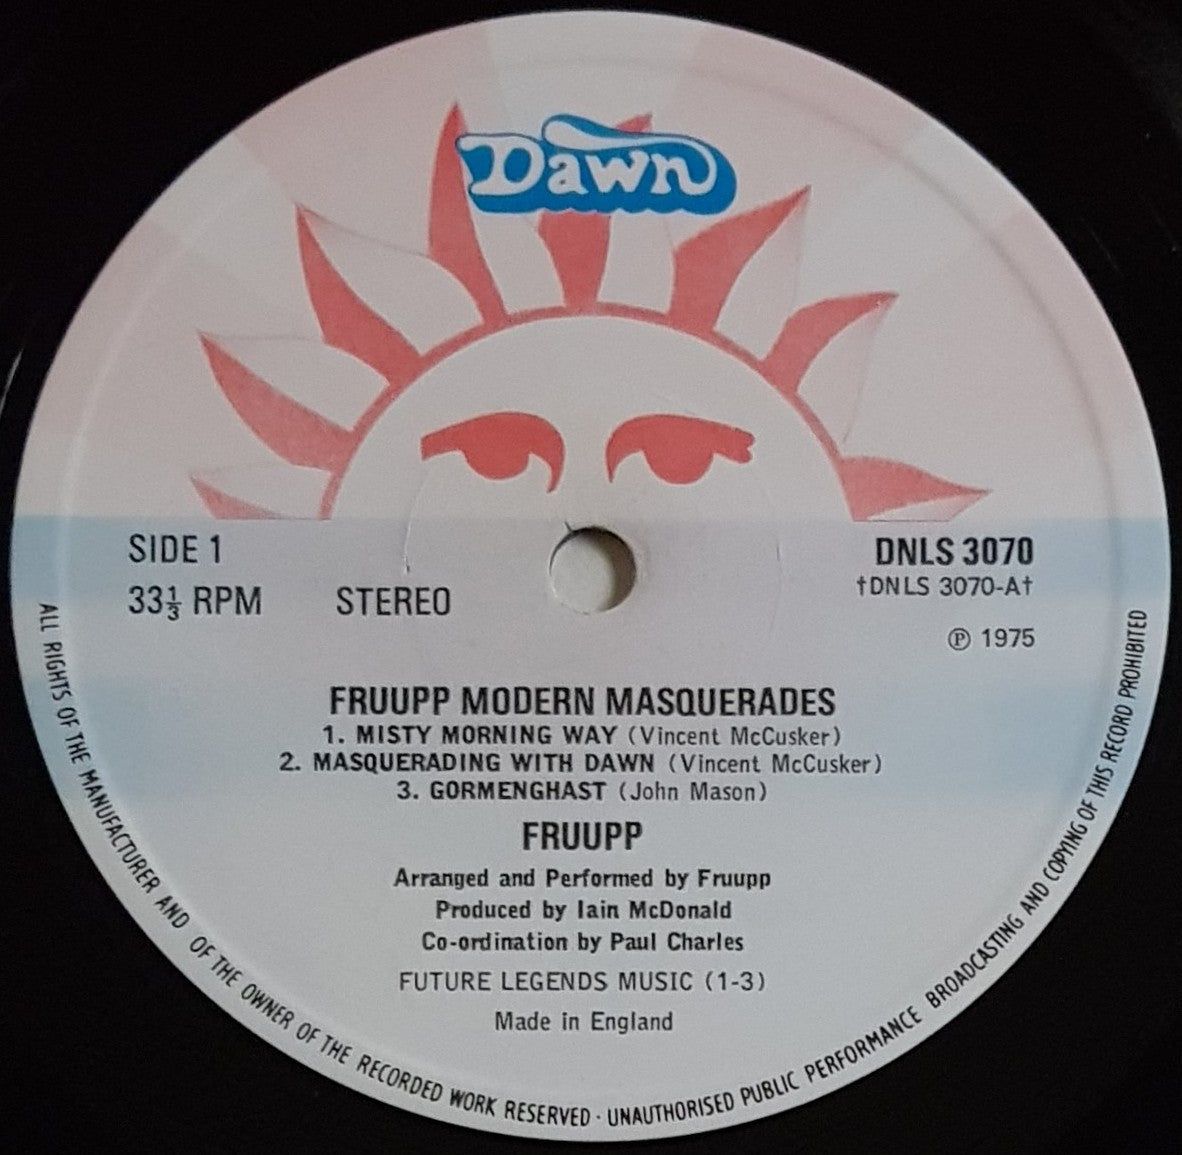 Dawn
SIDE 1
33⅓ RPM STEREO
DNLS 3070
†DNLS 3070-A†
Ⓟ 1975
FRUUPP MODERN MASQUERADES
1. MISTY MORNING WAY (Vincent McCusker)
2. MASQUERADING WITH DAWN (Vincent McCusker)
3. GORMENGHAST (John Mason)
FRUUPP
Arranged and Performed by Fruupp
Produced by Iain McDonald
Co-ordination by Paul Charles
FUTURE LEGENDS MUSIC (1-3)
Made in England
ALL RIGHTS OF THE MANUFACTURER AND OF THE OWNER OF THE RECORDED WORK RESERVED · UNAUTHORISED PUBLIC PERFORMANCE BROADCASTING AND COPYING OF THIS RECORD PROHIBITED